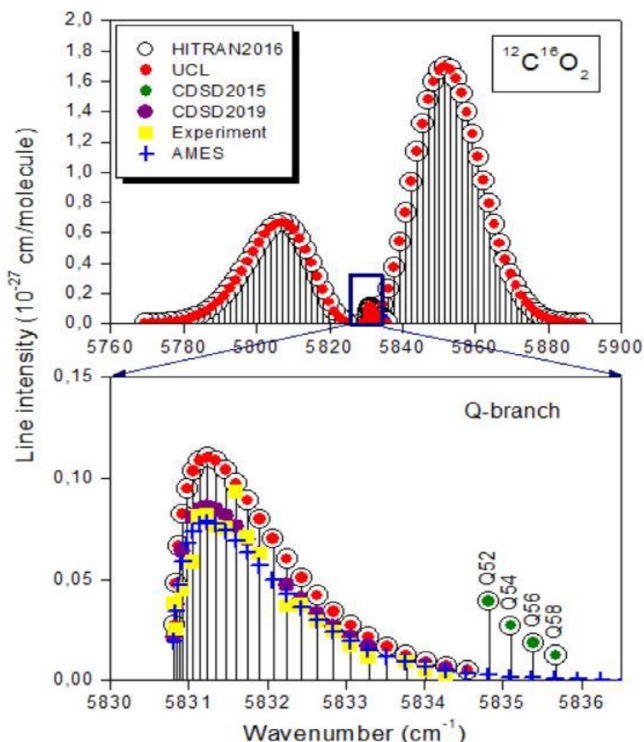 2,0
1,8
1,6
1,4
1,2
1,0
0,8
0,6
0,4
0,2
0,0
HITRAN2016
UCL
CDSD2015
CDSD2019
Experiment
AMES
¹²C¹⁶O₂
5760 5780 5800 5820 5840 5860 5880 5900
Line intensity (10⁻²⁷ cm/molecule)
0,15
0,10
0,05
0,00
Q-branch
Q52
Q54
Q56
Q58
5830 5831 5832 5833 5834 5835 5836
Wavenumber (cm⁻¹)